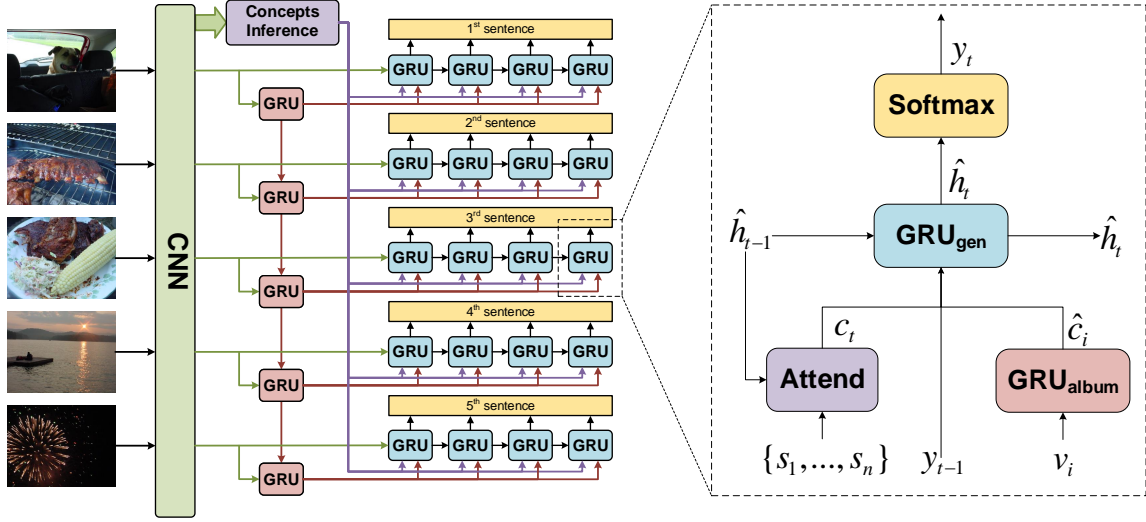 Concepts
Inference
CNN
1st sentence
GRU GRU GRU GRU
GRU
2nd sentence
GRU GRU GRU GRU
GRU
3rd sentence
GRU GRU GRU GRU
GRU
4th sentence
GRU GRU GRU GRU
GRU
5th sentence
GRU GRU GRU GRU
GRU
y_t
Softmax
ĥ_t
ĥ_{t−1} GRU_gen ĥ_t
c_t ĉ_i
Attend GRU_album
{s_1,...,s_n} y_{t−1} v_i